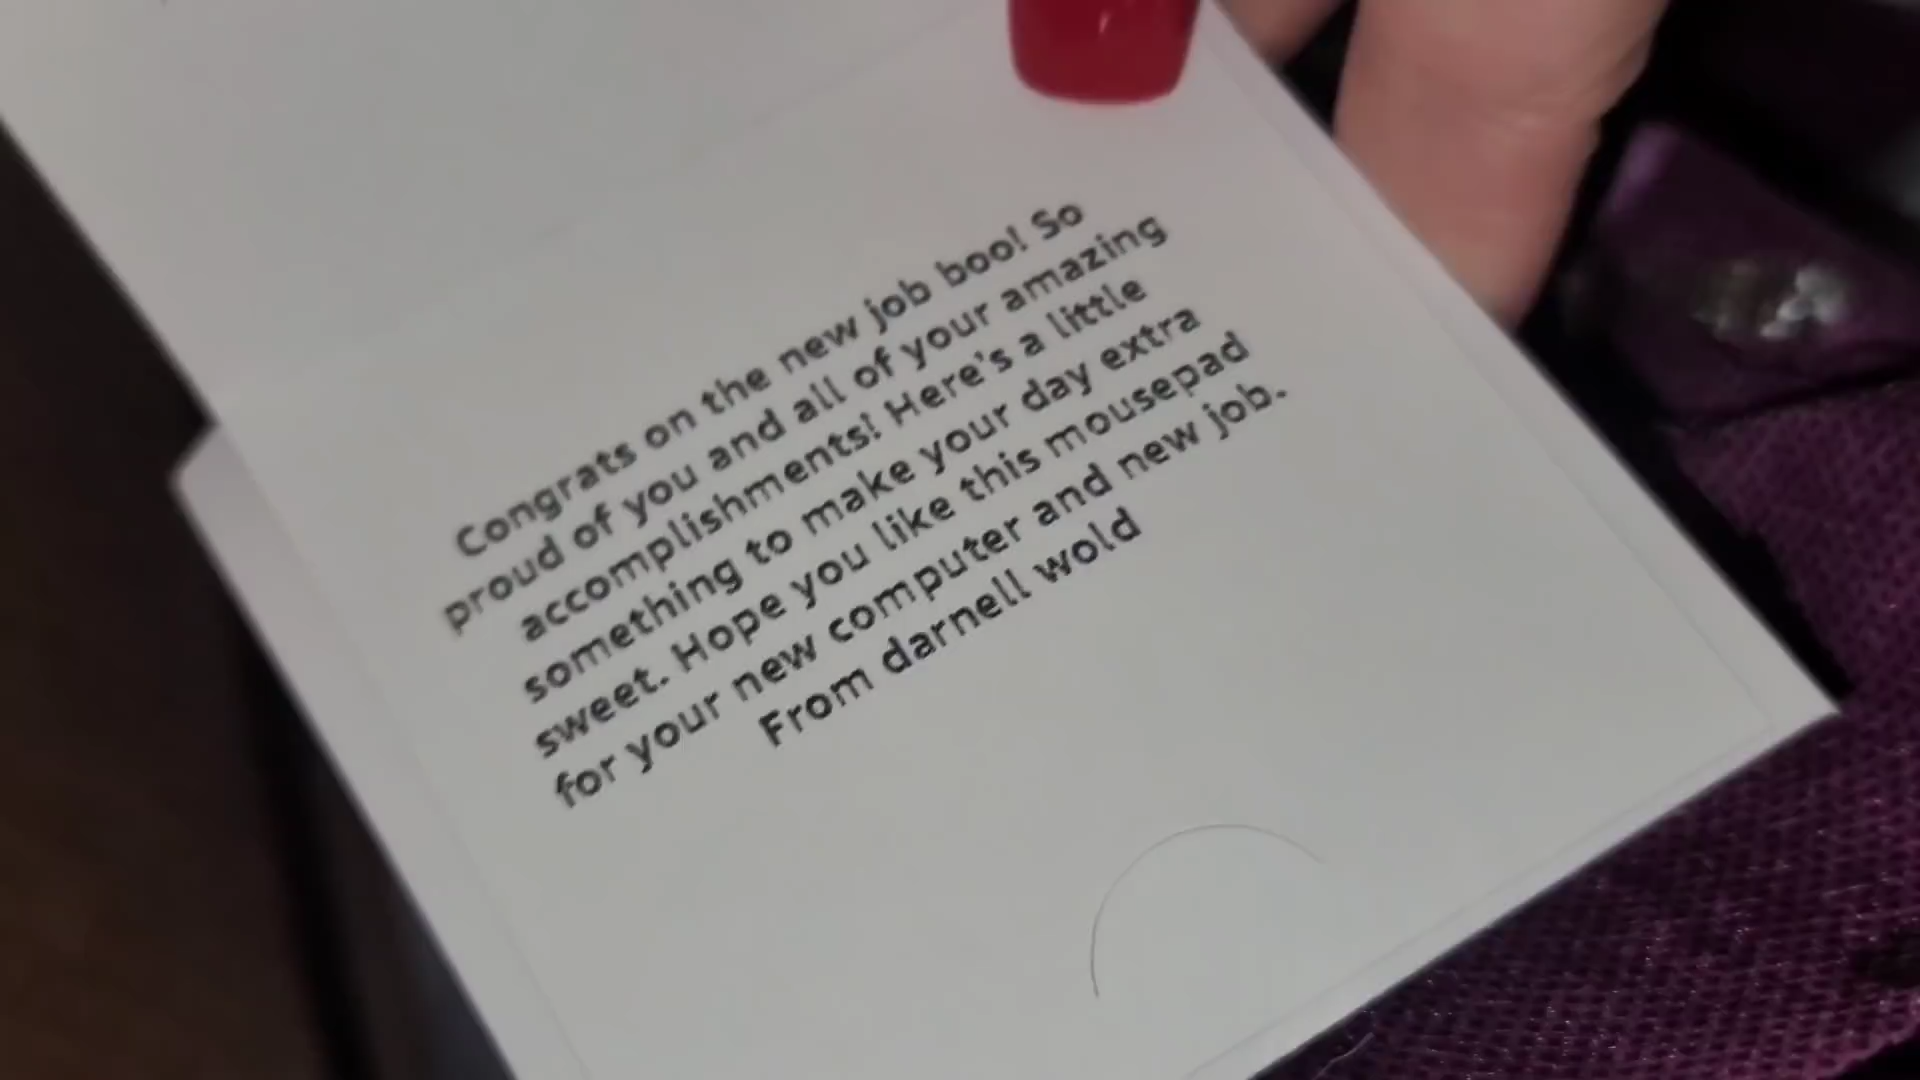 Congrats on the new job boo! So
proud of you and all of your amazing
accomplishments! Here's a little
something to make your day extra
sweet. Hope you like this mousepad
for your new computer and new job.
From darnell wold